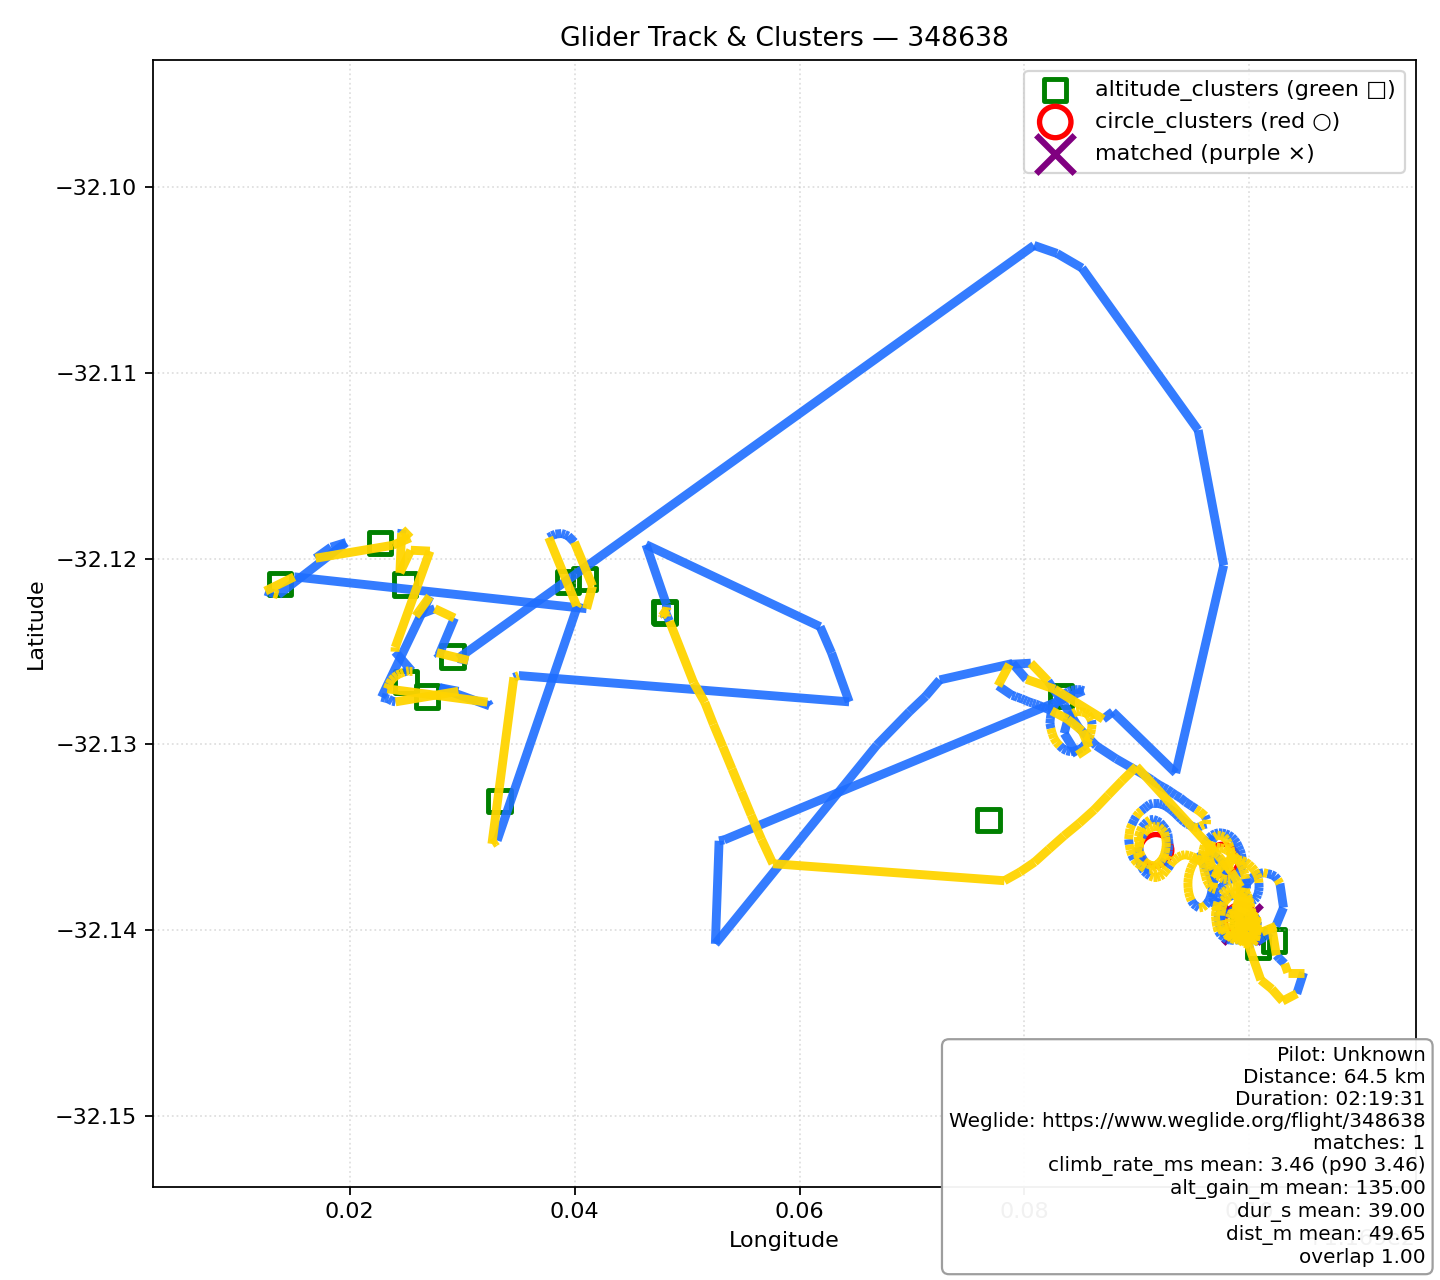 Glider Track & Clusters — 348638
altitude_clusters (green □)
circle_clusters (red ○)
matched (purple ×)
−32.10
−32.11
−32.12
−32.13
−32.14
−32.15
Latitude
0.02
0.04
0.06
0.08
Longitude
Pilot: Unknown
Distance: 64.5 km
Duration: 02:19:31
Weglide: https://www.weglide.org/flight/348638
matches: 1
climb_rate_ms mean: 3.46 (p90 3.46)
alt_gain_m mean: 135.00
dur_s mean: 39.00
dist_m mean: 49.65
overlap 1.00